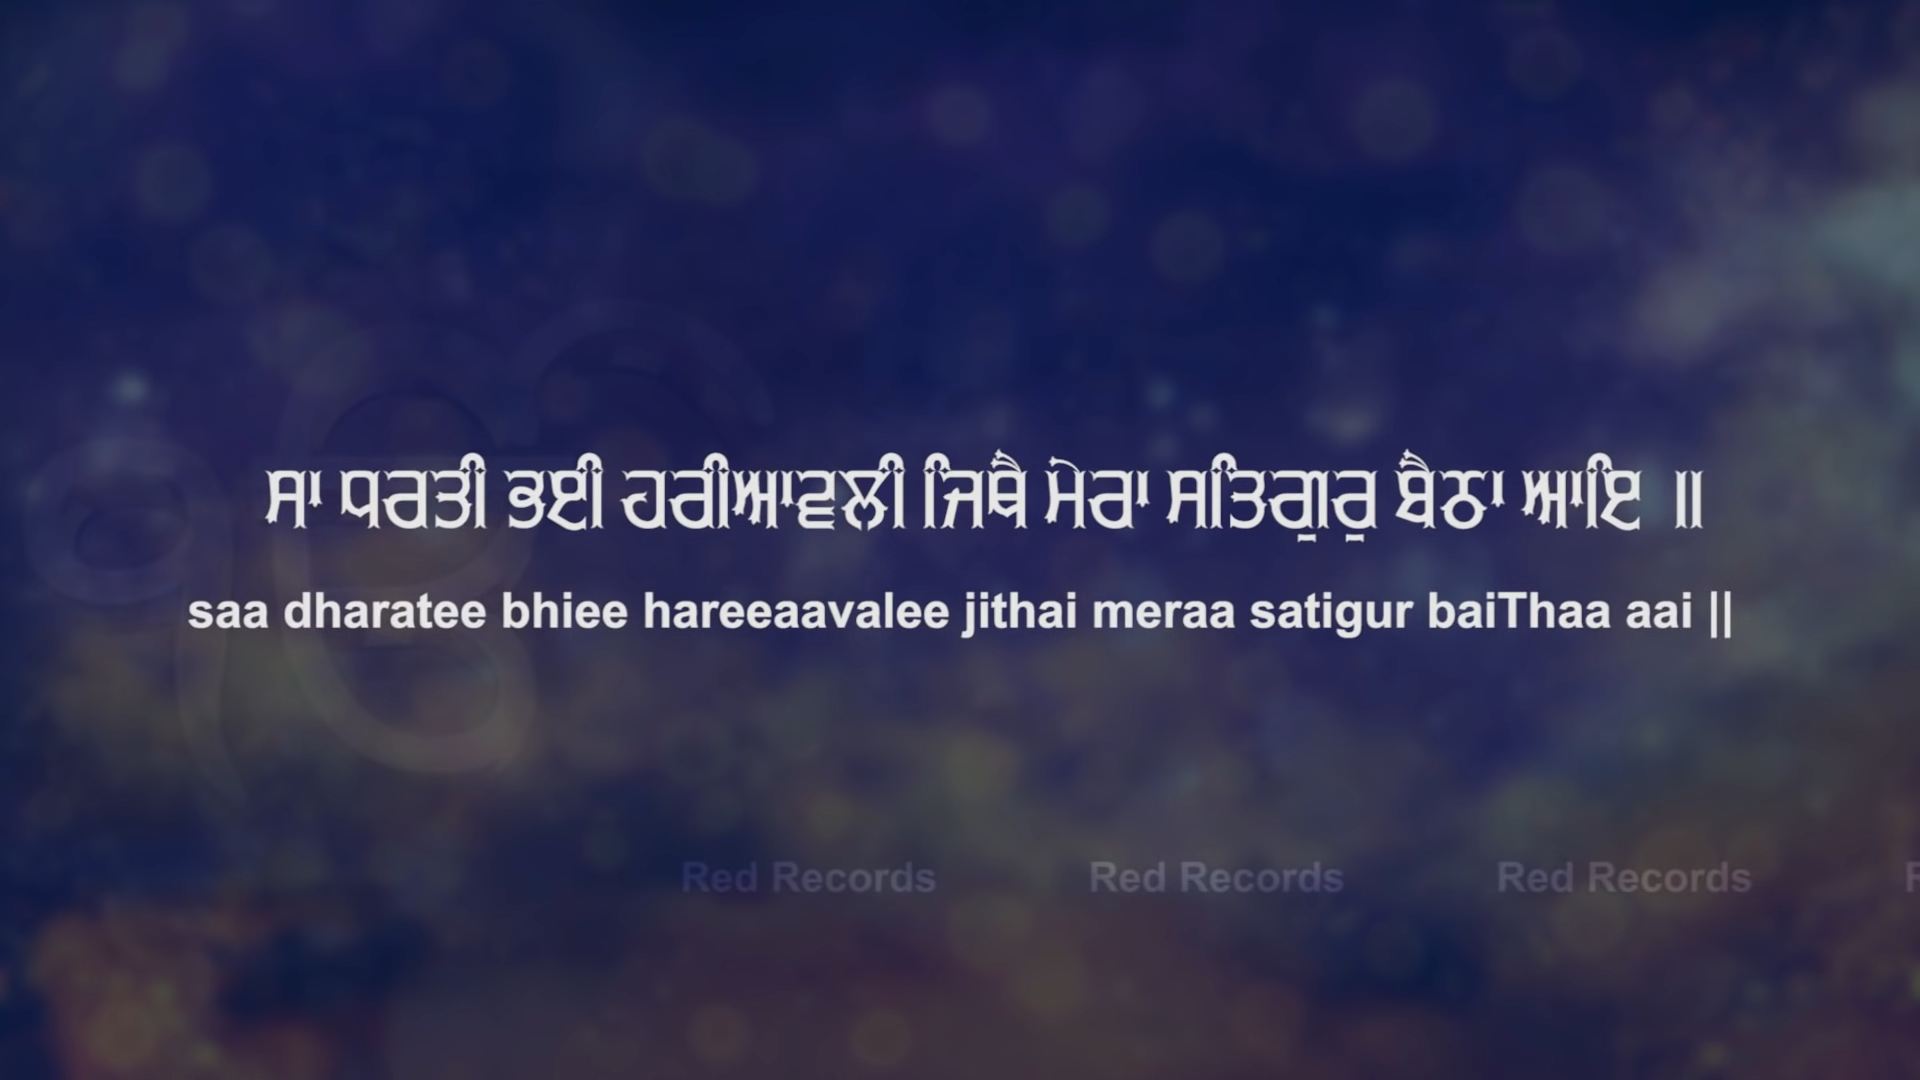 ਸਾ ਧਰਤੀ ਭਈ ਹਰੀਆਵਲੀ ਜਿਥੈ ਮੇਰਾ ਸਤਿਗੁਰੁ ਬੈਠਾ ਆਇ ॥
saa dharatee bhiee hareeaavalee jithai meraa satigur baiThaa aai ||
Red Records Red Records Red Records